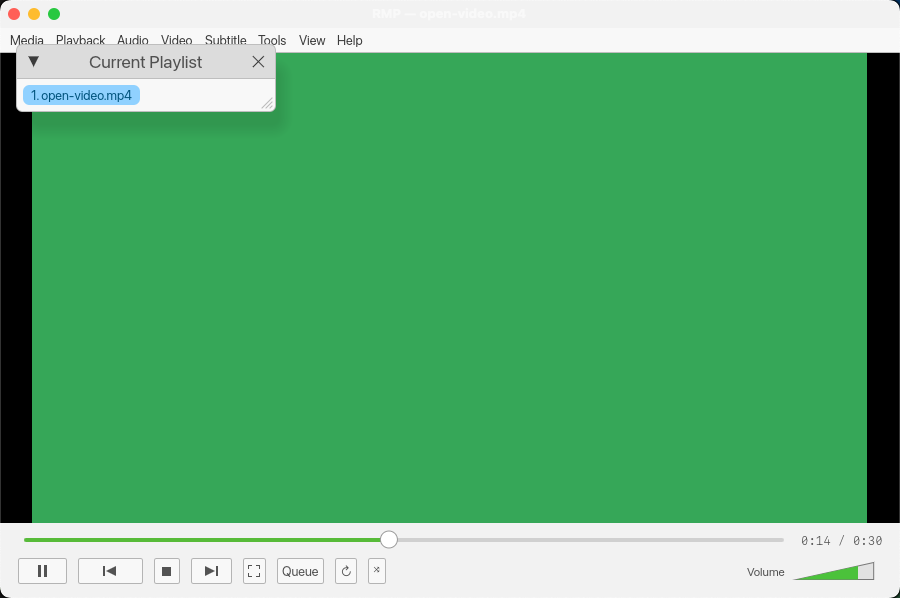 RMP — open-video.mp4
Media Playback Audio Video Subtitle Tools View Help
Current Playlist
1. open-video.mp4
0:14 / 0:30
Queue
Volume